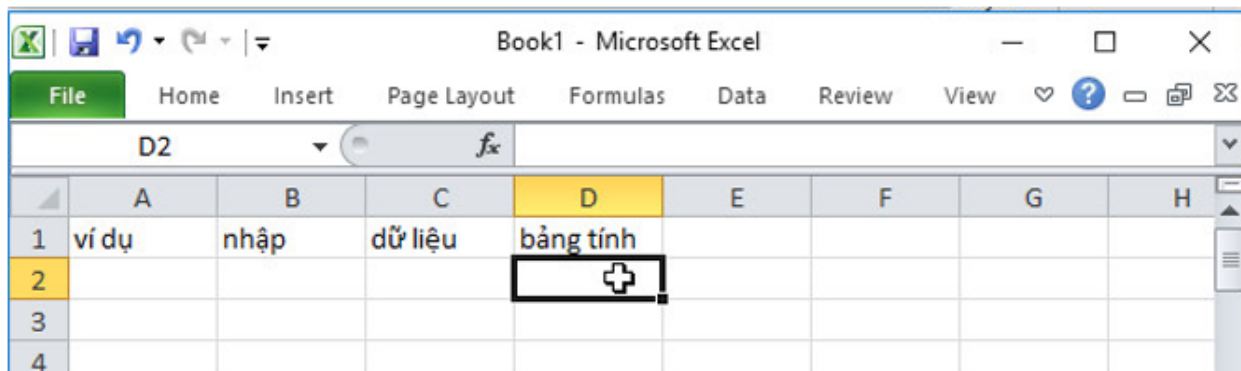 Book1 - Microsoft Excel
File Home Insert Page Layout Formulas Data Review View
D2 fx
A B C D E F G H
1 ví dụ nhập dữ liệu bảng tính
2
3
4